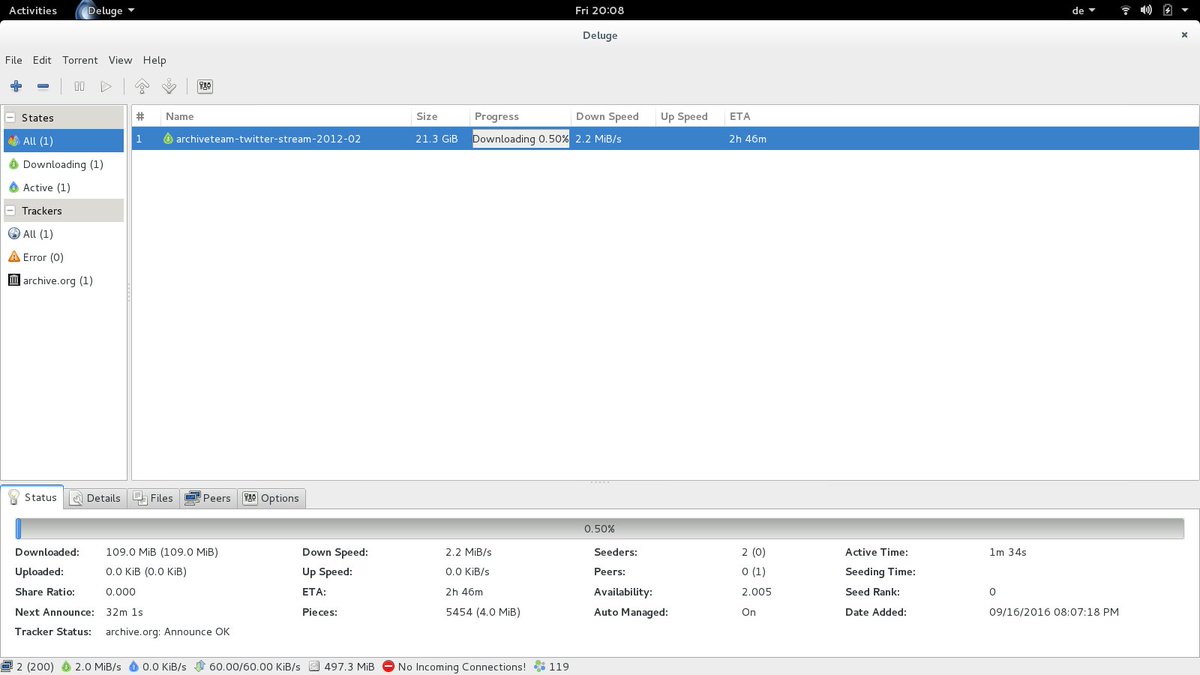 Activities Deluge Fri 20:08 de
Deluge
File Edit Torrent View Help
States
All (1)
Downloading (1)
Active (1)
Trackers
All (1)
Error (0)
archive.org (1)
# Name Size Progress Down Speed Up Speed ETA
1 archiveteam-twitter-stream-2012-02 21.3 GiB Downloading 0.50% 2.2 MiB/s 2h 46m
Status Details Files Peers Options
0.50%
Downloaded: 109.0 MiB (109.0 MiB) Down Speed: 2.2 MiB/s Seeders: 2 (0) Active Time: 1m 34s
Uploaded: 0.0 KiB (0.0 KiB) Up Speed: 0.0 KiB/s Peers: 0 (1) Seeding Time:
Share Ratio: 0.000 ETA: 2h 46m Availability: 2.005 Seed Rank: 0
Next Announce: 32m 1s Pieces: 5454 (4.0 MiB) Auto Managed: On Date Added: 09/16/2016 08:07:18 PM
Tracker Status: archive.org: Announce OK
2 (200) 2.0 MiB/s 0.0 KiB/s 60.00/60.00 KiB/s 497.3 MiB No Incoming Connections! 119